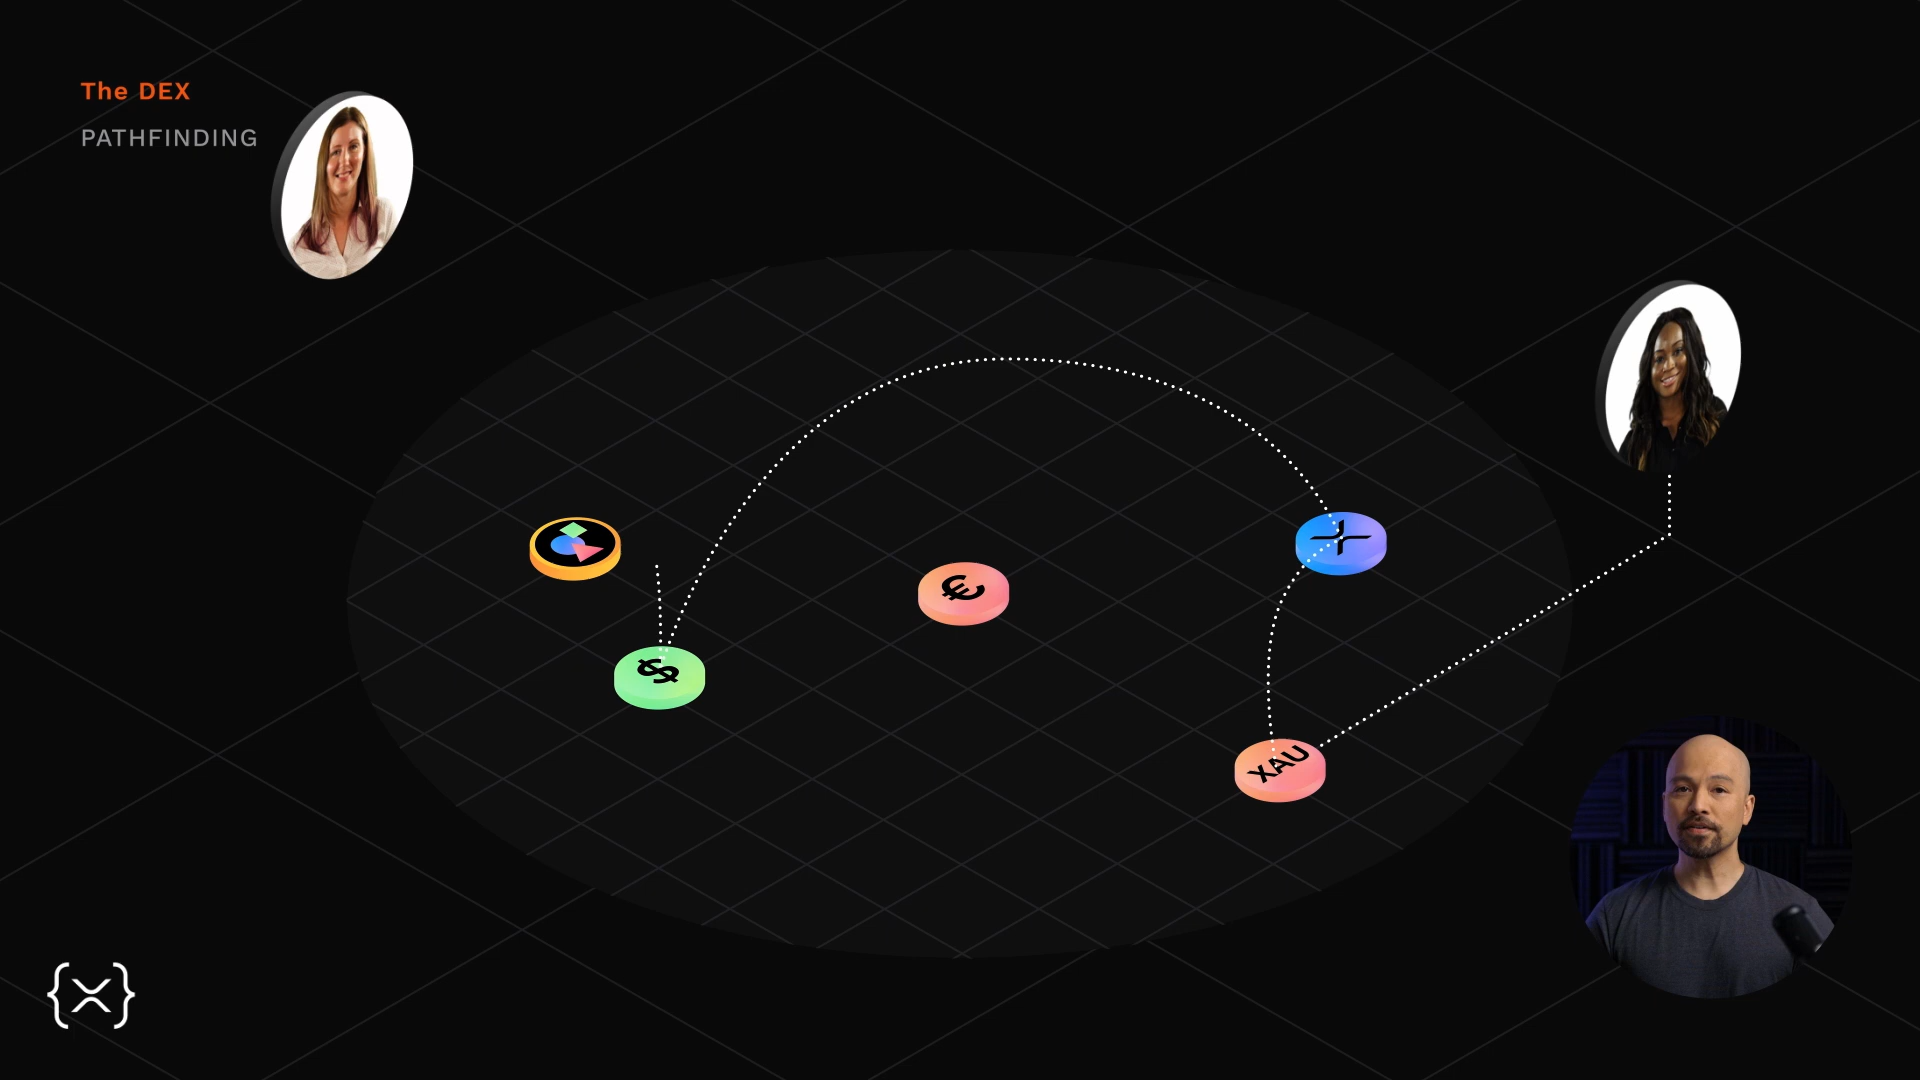 The DEX
PATHFINDING
€
$
XAU